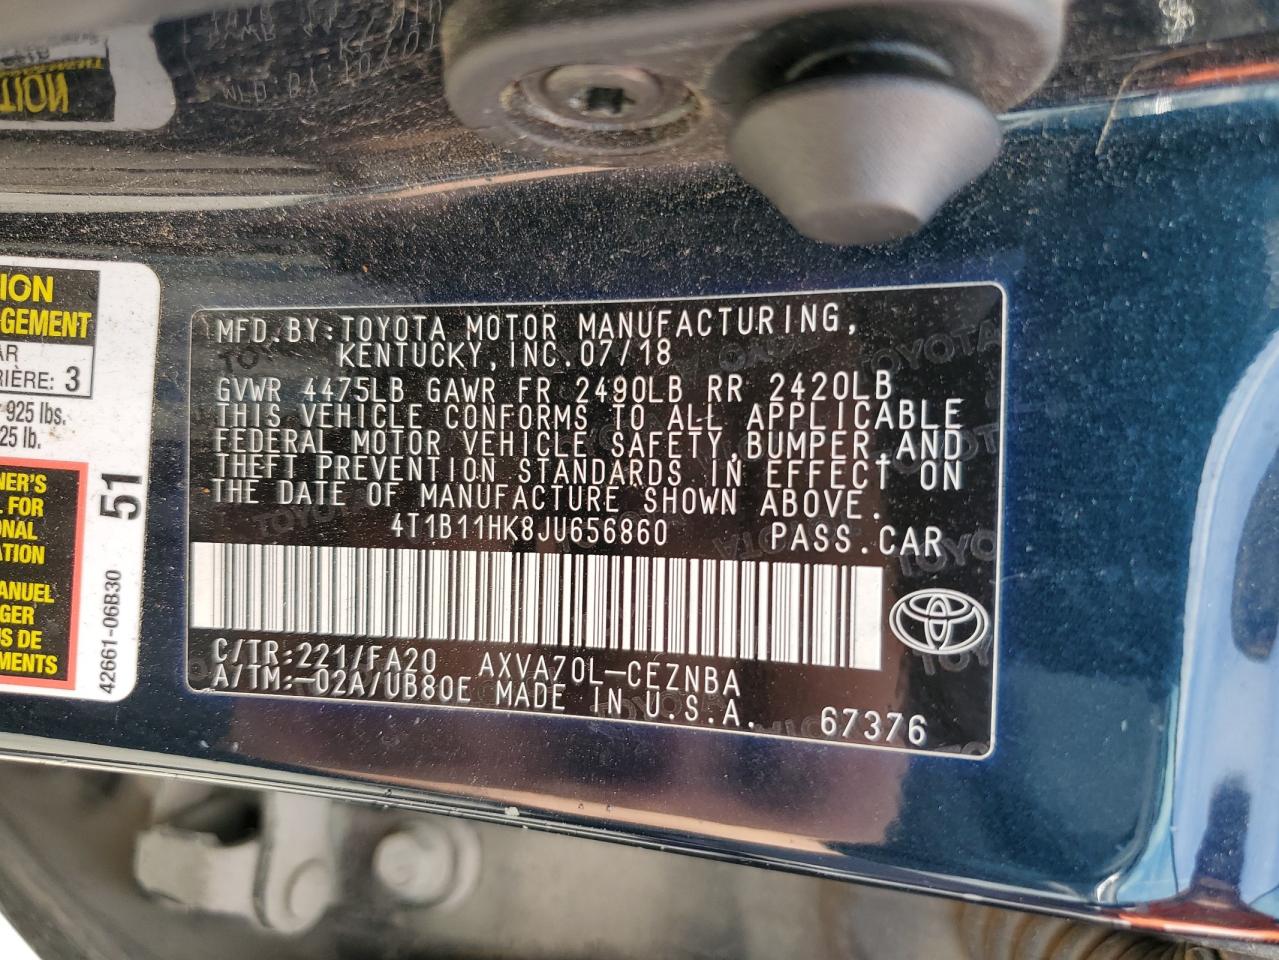 ION
GEMENT
AR
RIÈRE: 3
925 lbs.
25 lb.
NER'S
L FOR
ONAL
N
ANUEL
GER
S DE
EMENTS
51
42661-06B30
MFD.BY:TOYOTA MOTOR MANUFACTURING,
KENTUCKY,INC.07/18
GVWR 4475LB GAWR FR 2490LB RR 2420LB
THIS VEHICLE CONFORMS TO ALL APPLICABLE
FEDERAL MOTOR VEHICLE SAFETY,BUMPER,AND
THEFT PREVENTION STANDARDS IN EFFECT ON
THE DATE OF MANUFACTURE SHOWN ABOVE.
4T1B11HK8JU656860 PASS.CAR
C/TR:221/FA20 AXVA70L-CEZNBA
A/TM:-02A/UB80E MADE IN U.S.A. 67376